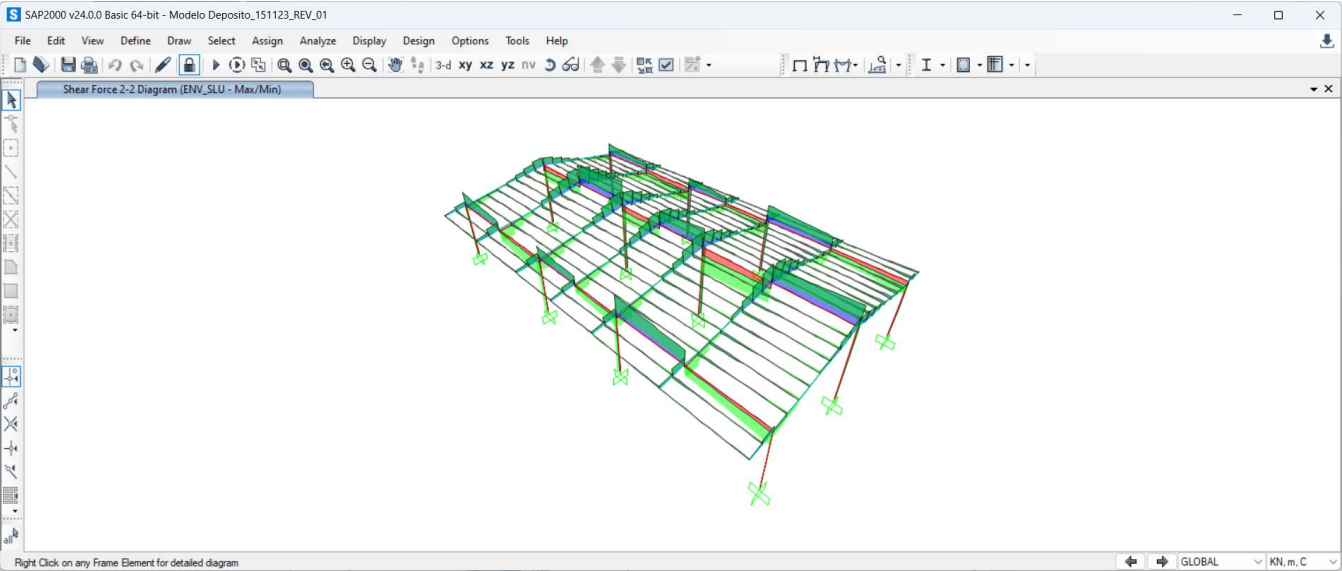 SAP2000 v24.0.0 Basic 64-bit - Modelo Deposito_151123_REV_01
File Edit View Define Draw Select Assign Analyze Display Design Options Tools Help
3-d xy xz yz nv
Shear Force 2-2 Diagram (ENV_SLU - Max/Min)
all
Right Click on any Frame Element for detailed diagram
GLOBAL
KN, m, C